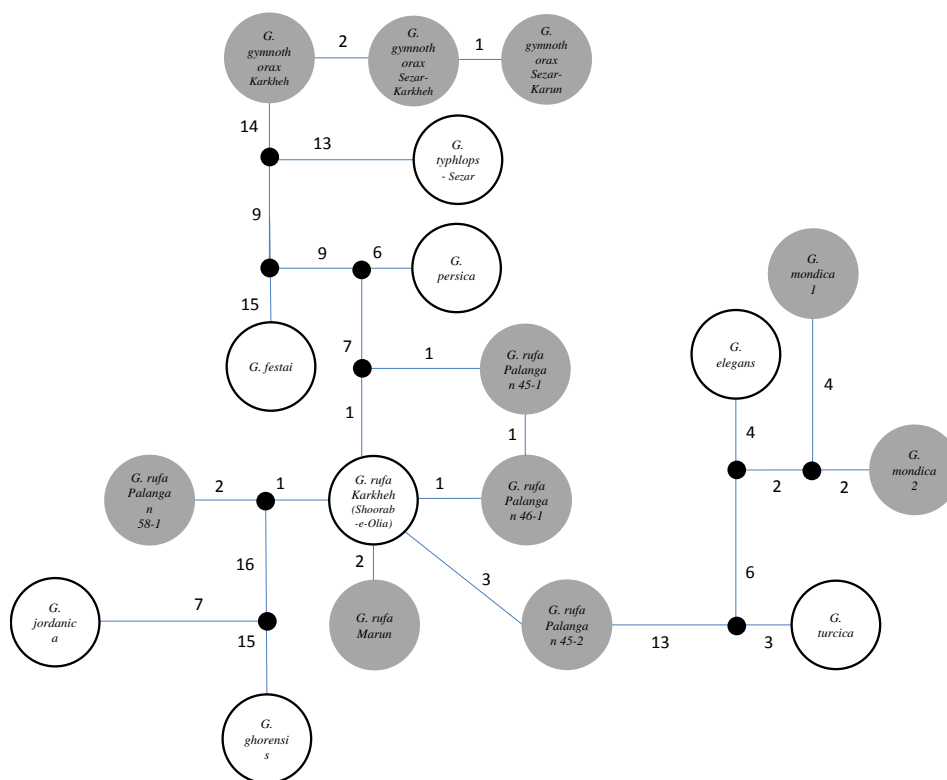 G.
gymnoth
orax
Karkheh
2
G.
gymnoth
orax
Sezar-
Karkheh
1
G.
gymnoth
orax
Sezar-
Karun
14
13
G.
typhlops
- Sezar
9
9
6
G.
persica
G.
mondica
1
15
G. festai
7
1
G. rufa
Palanga
n 45-1
G.
elegans
4
1
1
4
G. rufa
Palanga
n
58-1
2
1
G. rufa
Karkheh
(Shoorab
-e-Olia)
1
G. rufa
Palanga
n 46-1
2
2
G.
mondica
2
16
2
3
6
G.
jordanic
a
7
15
G. rufa
Marun
G. rufa
Palanga
n 45-2
13
3
G.
turcica
G.
ghorensi
s